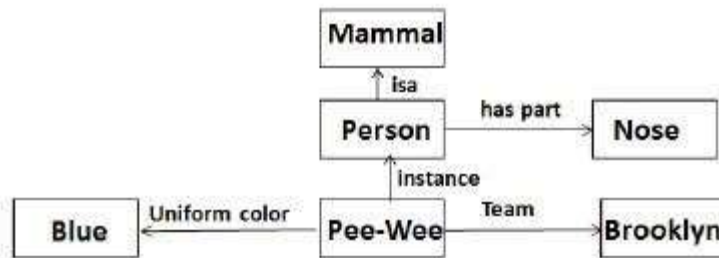 Mammal
isa
Person
has part
Nose
instance
Blue
Uniform color
Pee-Wee
Team
Brooklyn